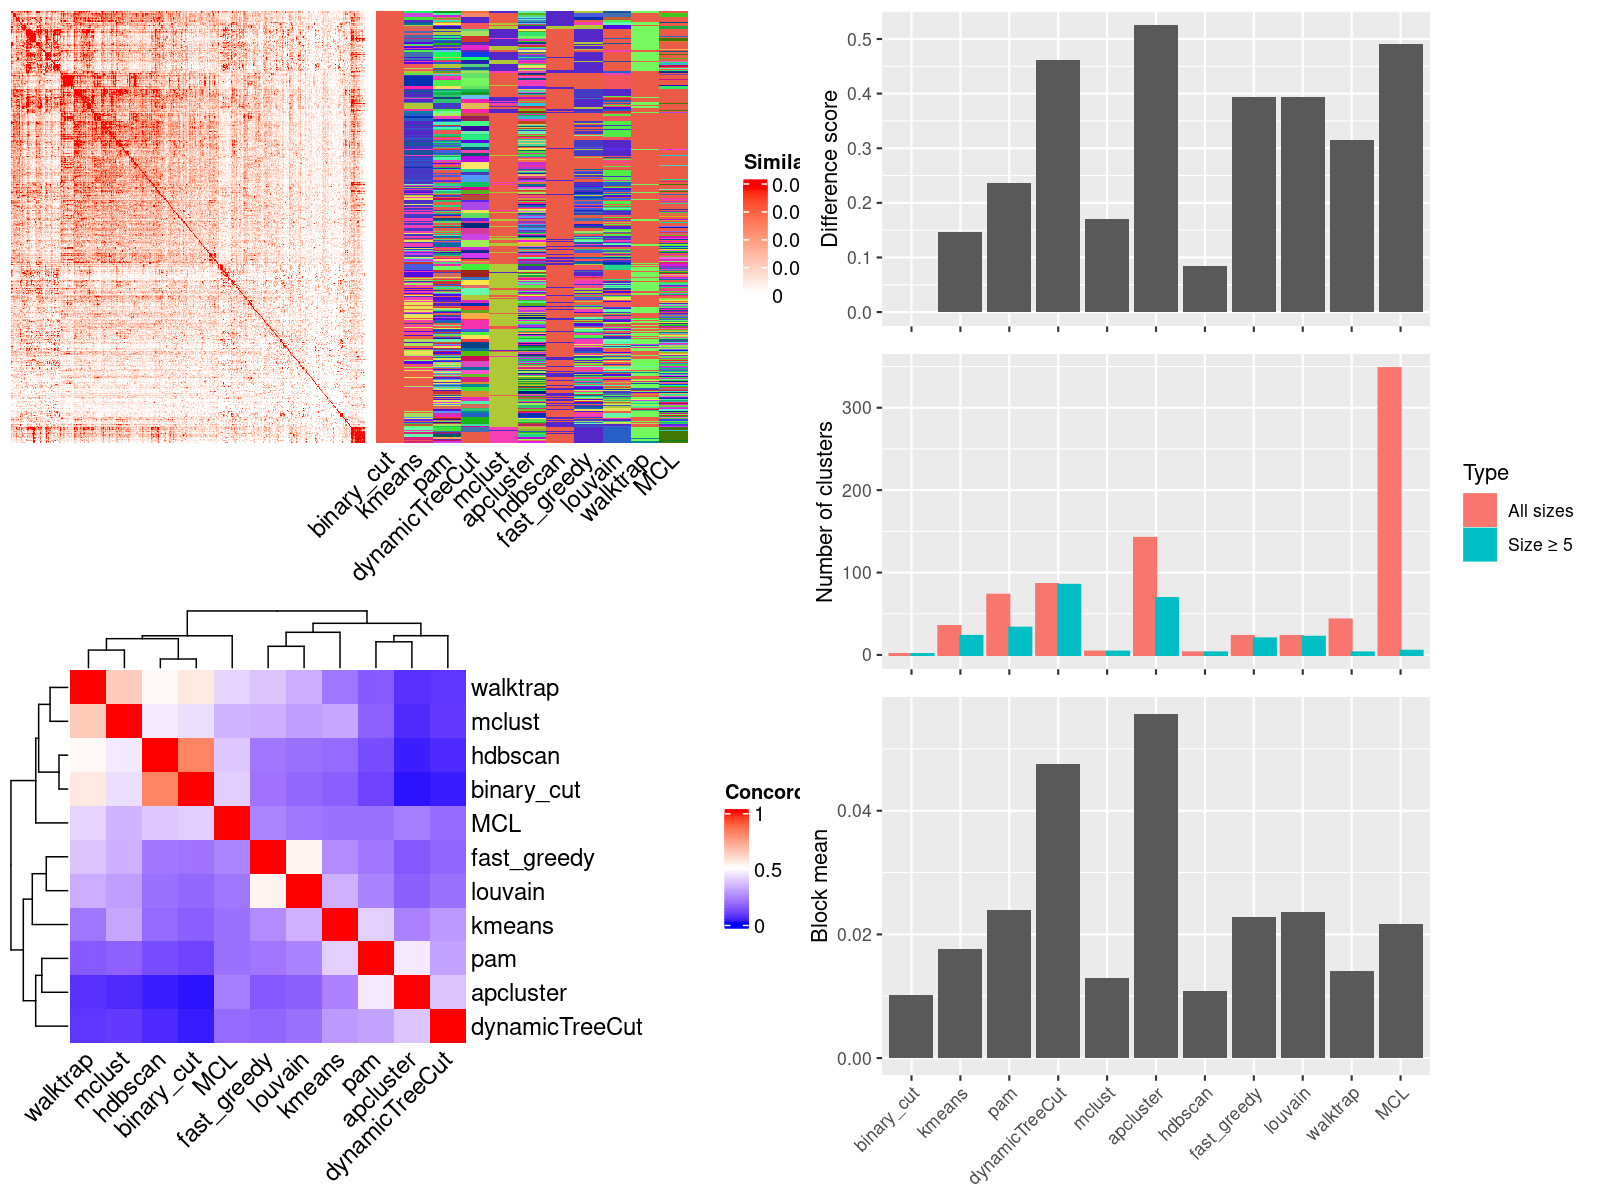 Simila
0.0
0.0
0.0
0.0
0
binary_cut
kmeans
pam
dynamicTreeCut
mclust
apcluster
hdbscan
fast_greedy
louvain
walktrap
MCL
walktrap
mclust
hdbscan
binary_cut
MCL
fast_greedy
louvain
kmeans
pam
apcluster
dynamicTreeCut
walktrap
mclust
hdbscan
binary_cut
MCL
fast_greedy
louvain
kmeans
pam
apcluster
dynamicTreeCut
Concord
1
0.5
0
Difference score
0.5
0.4
0.3
0.2
0.1
0.0
Number of clusters
300
200
100
0
Type
All sizes
Size ≥ 5
Block mean
0.04
0.02
0.00
binary_cut
kmeans
pam
dynamicTreeCut
mclust
apcluster
hdbscan
fast_greedy
louvain
walktrap
MCL